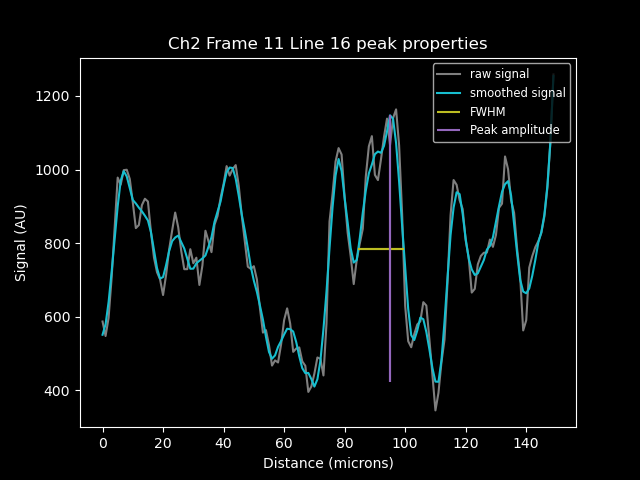 Ch2 Frame 11 Line 16 peak properties
raw signal
smoothed signal
FWHM
Peak amplitude
Signal (AU)
1200
1000
800
600
400
0 20 40 60 80 100 120 140
Distance (microns)